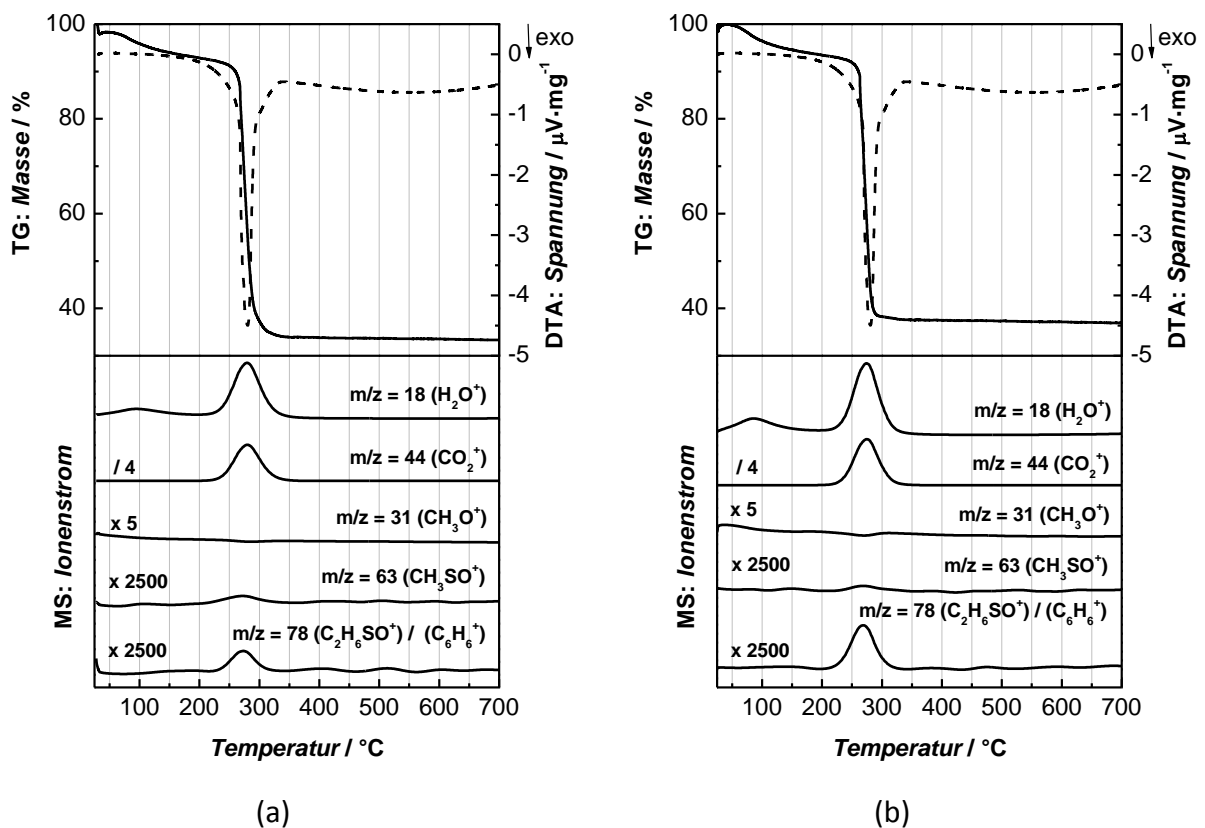 100
80
60
40
TG: Masse / %
exo
0
-1
-2
-3
-4
-5
DTA: Spannung / µV·mg⁻¹
m/z = 18 (H₂O⁺)
/ 4
m/z = 44 (CO₂⁺)
x 5
m/z = 31 (CH₃O⁺)
x 2500
m/z = 63 (CH₃SO⁺)
m/z = 78 (C₂H₆SO⁺) / (C₆H₆⁺)
x 2500
MS: Ionenstrom
100 200 300 400 500 600 700
Temperatur / °C
(a)
100
80
60
40
TG: Masse / %
exo
0
-1
-2
-3
-4
-5
DTA: Spannung / µV·mg⁻¹
m/z = 18 (H₂O⁺)
/ 4
m/z = 44 (CO₂⁺)
x 5
m/z = 31 (CH₃O⁺)
x 2500
m/z = 63 (CH₃SO⁺)
m/z = 78 (C₂H₆SO⁺) / (C₆H₆⁺)
x 2500
MS: Ionenstrom
100 200 300 400 500 600 700
Temperatur / °C
(b)